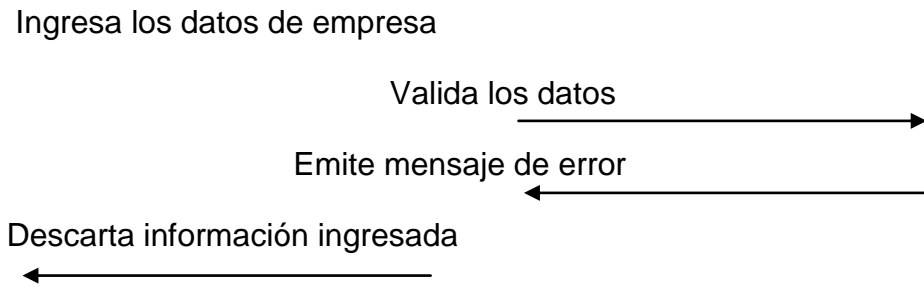 Ingresa los datos de empresa
Valida los datos
Emite mensaje de error
Descarta información ingresada